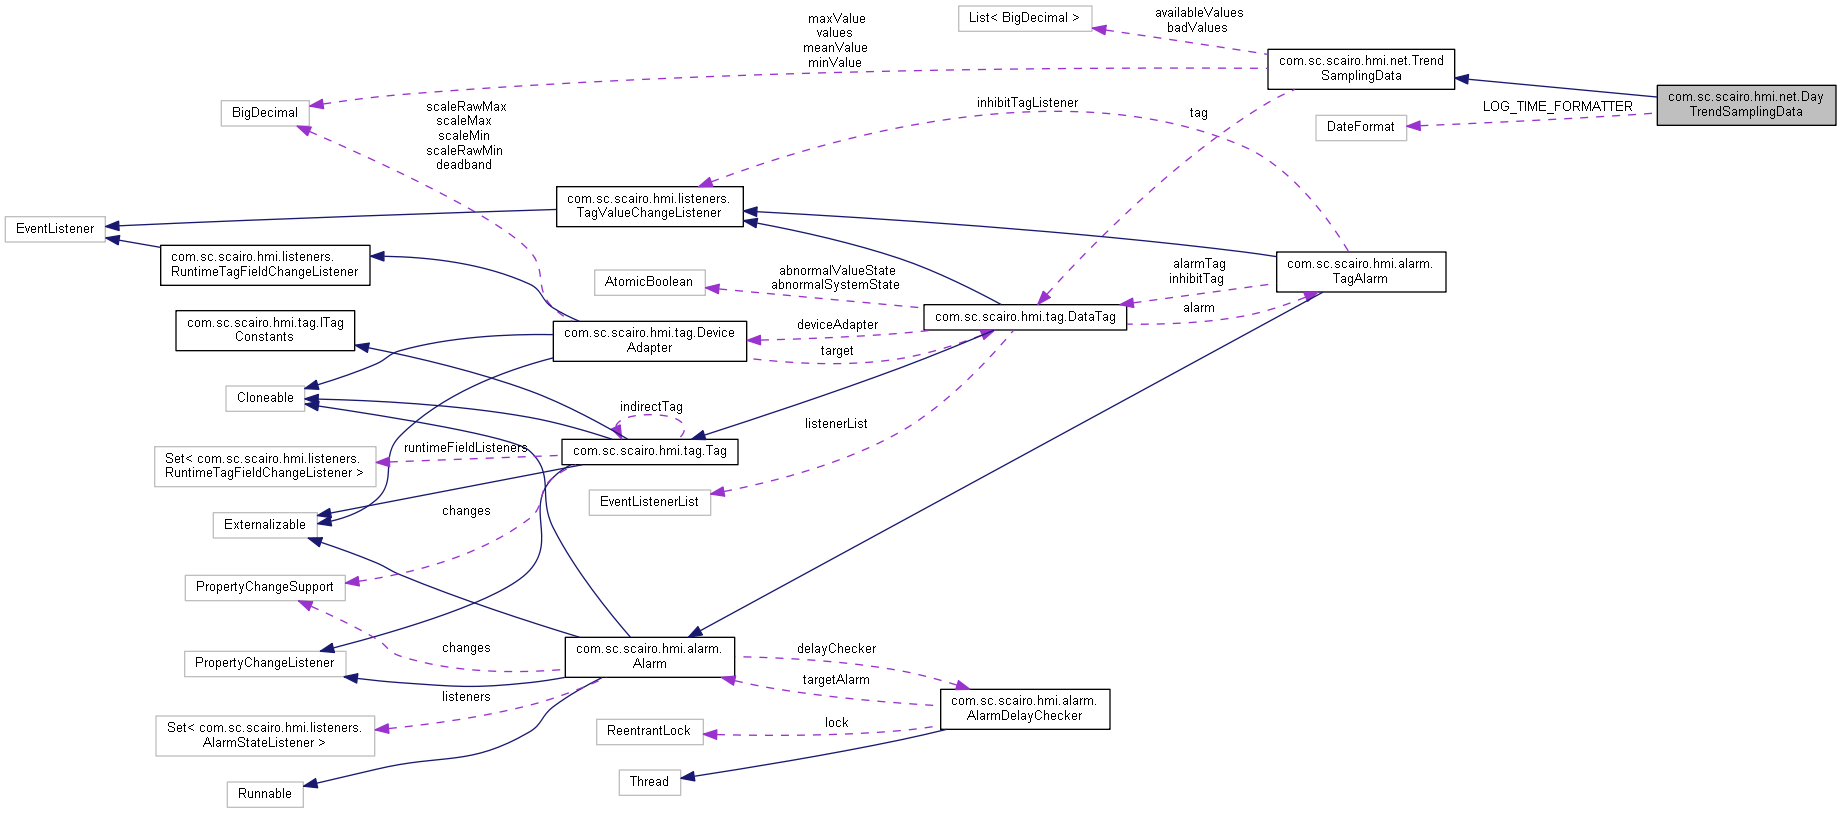 maxValue
values
meanValue
minValue
List< BigDecimal >
availableValues
badValues
com.sc.scairo.hmi.net.Trend
SamplingData
com.sc.scairo.hmi.net.Day
TrendSamplingData
LOG_TIME_FORMATTER
DateFormat
BigDecimal
scaleRawMax
scaleMax
scaleMin
scaleRawMin
deadband
inhibitTagListener
tag
com.sc.scairo.hmi.listeners.
TagValueChangeListener
EventListener
com.sc.scairo.hmi.listeners.
RuntimeTagFieldChangeListener
AtomicBoolean
abnormalValueState
abnormalSystemState
alarmTag
inhibitTag
com.sc.scairo.hmi.alarm.
TagAlarm
com.sc.scairo.hmi.tag.ITag
Constants
com.sc.scairo.hmi.tag.Device
Adapter
deviceAdapter
target
com.sc.scairo.hmi.tag.DataTag
alarm
Cloneable
indirectTag
listenerList
Set< com.sc.scairo.hmi.listeners.
RuntimeTagFieldChangeListener >
runtimeFieldListeners
com.sc.scairo.hmi.tag.Tag
EventListenerList
Externalizable
changes
PropertyChangeSupport
PropertyChangeListener
changes
com.sc.scairo.hmi.alarm.
Alarm
delayChecker
targetAlarm
listeners
com.sc.scairo.hmi.alarm.
AlarmDelayChecker
Set< com.sc.scairo.hmi.listeners.
AlarmStateListener >
ReentrantLock
lock
Thread
Runnable